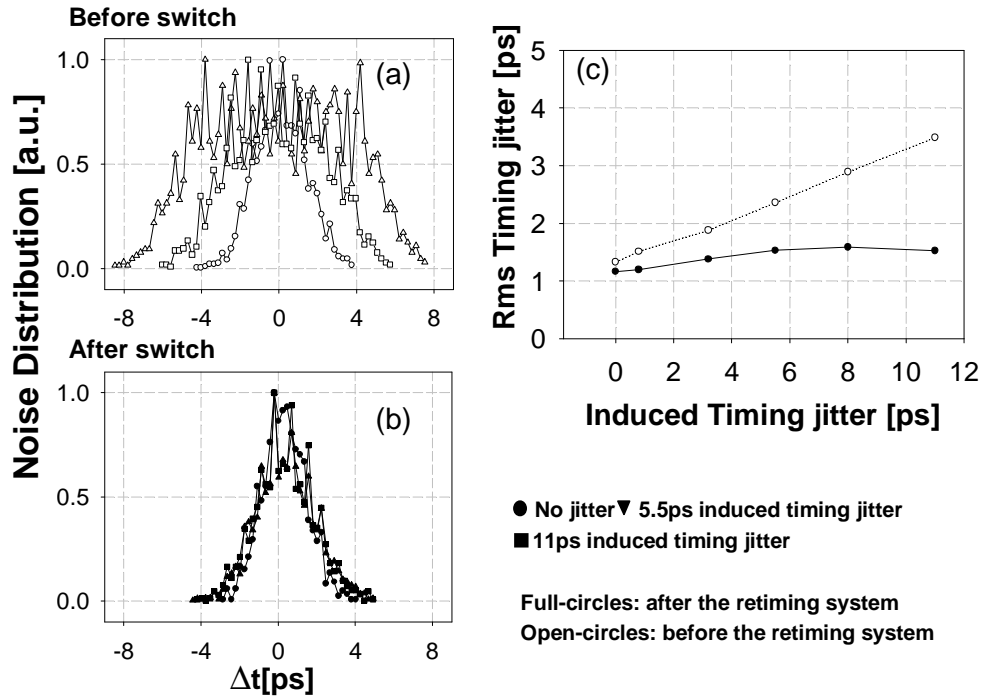 Before switch
1.0
0.5
0.0
(a)
-8 -4 0 4 8
After switch
1.0
0.5
0.0
(b)
-8 -4 0 4 8
Δt[ps]
Noise Distribution [a.u.]
5
4
3
2
1
0
(c)
0 2 4 6 8 10 12
Rms Timing jitter [ps]
Induced Timing jitter [ps]
No jitter 5.5ps induced timing jitter
11ps induced timing jitter
Full-circles: after the retiming system
Open-circles: before the retiming system